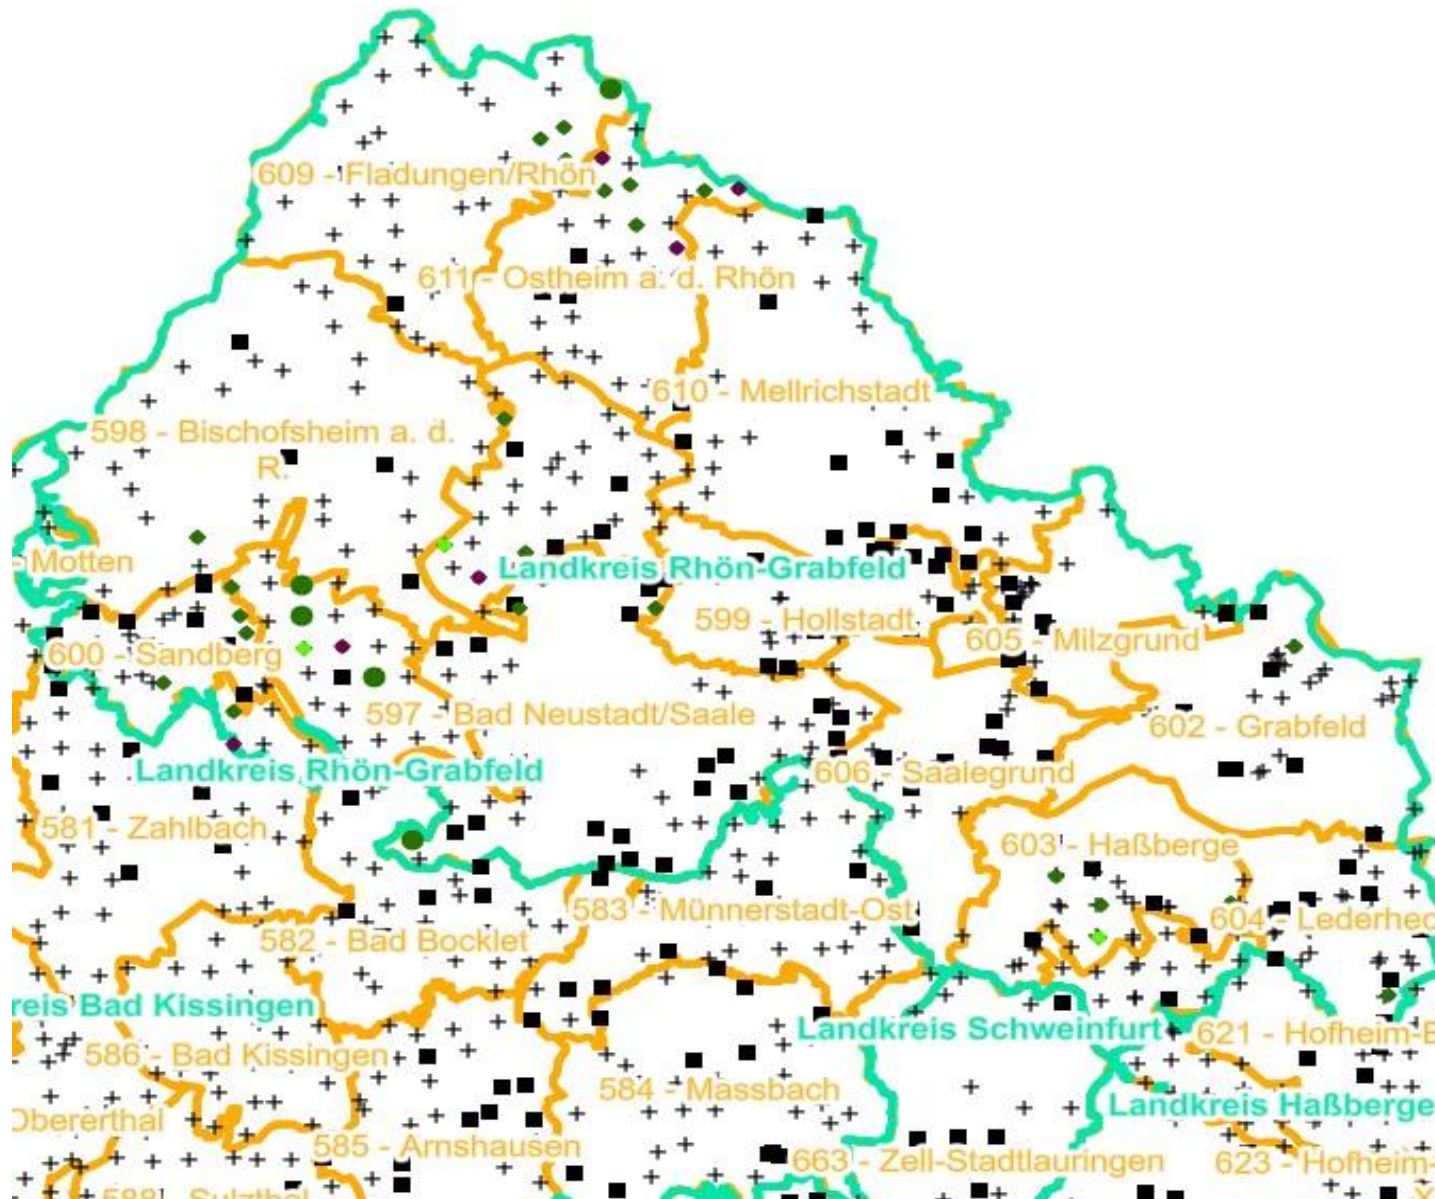 609 - Fladungen/Rhön
611 - Ostheim a. d. Rhön
610 - Mellrichstadt
598 - Bischofsheim a. d.
R.
- Motten
Landkreis Rhön-Grabfeld
599 - Hollstadt
605 - Milzgrund
600 - Sandberg
597 - Bad Neustadt/Saale
602 - Grabfeld
Landkreis Rhön-Grabfeld
606 - Saalegrund
581 - Zahlbach
603 - Haßberge
583 - Münnerstadt-Ost
604 - Lederhec
582 - Bad Bocklet
reis Bad Kissingen
Landkreis Schweinfurt
621 - Hofheim-E
586 - Bad Kissingen
584 - Massbach
Landkreis Haßberge
Obererthal
585 - Arnshausen
663 - Zell-Stadtlauringen
623 - Hofheim-
588 - Sulzthal